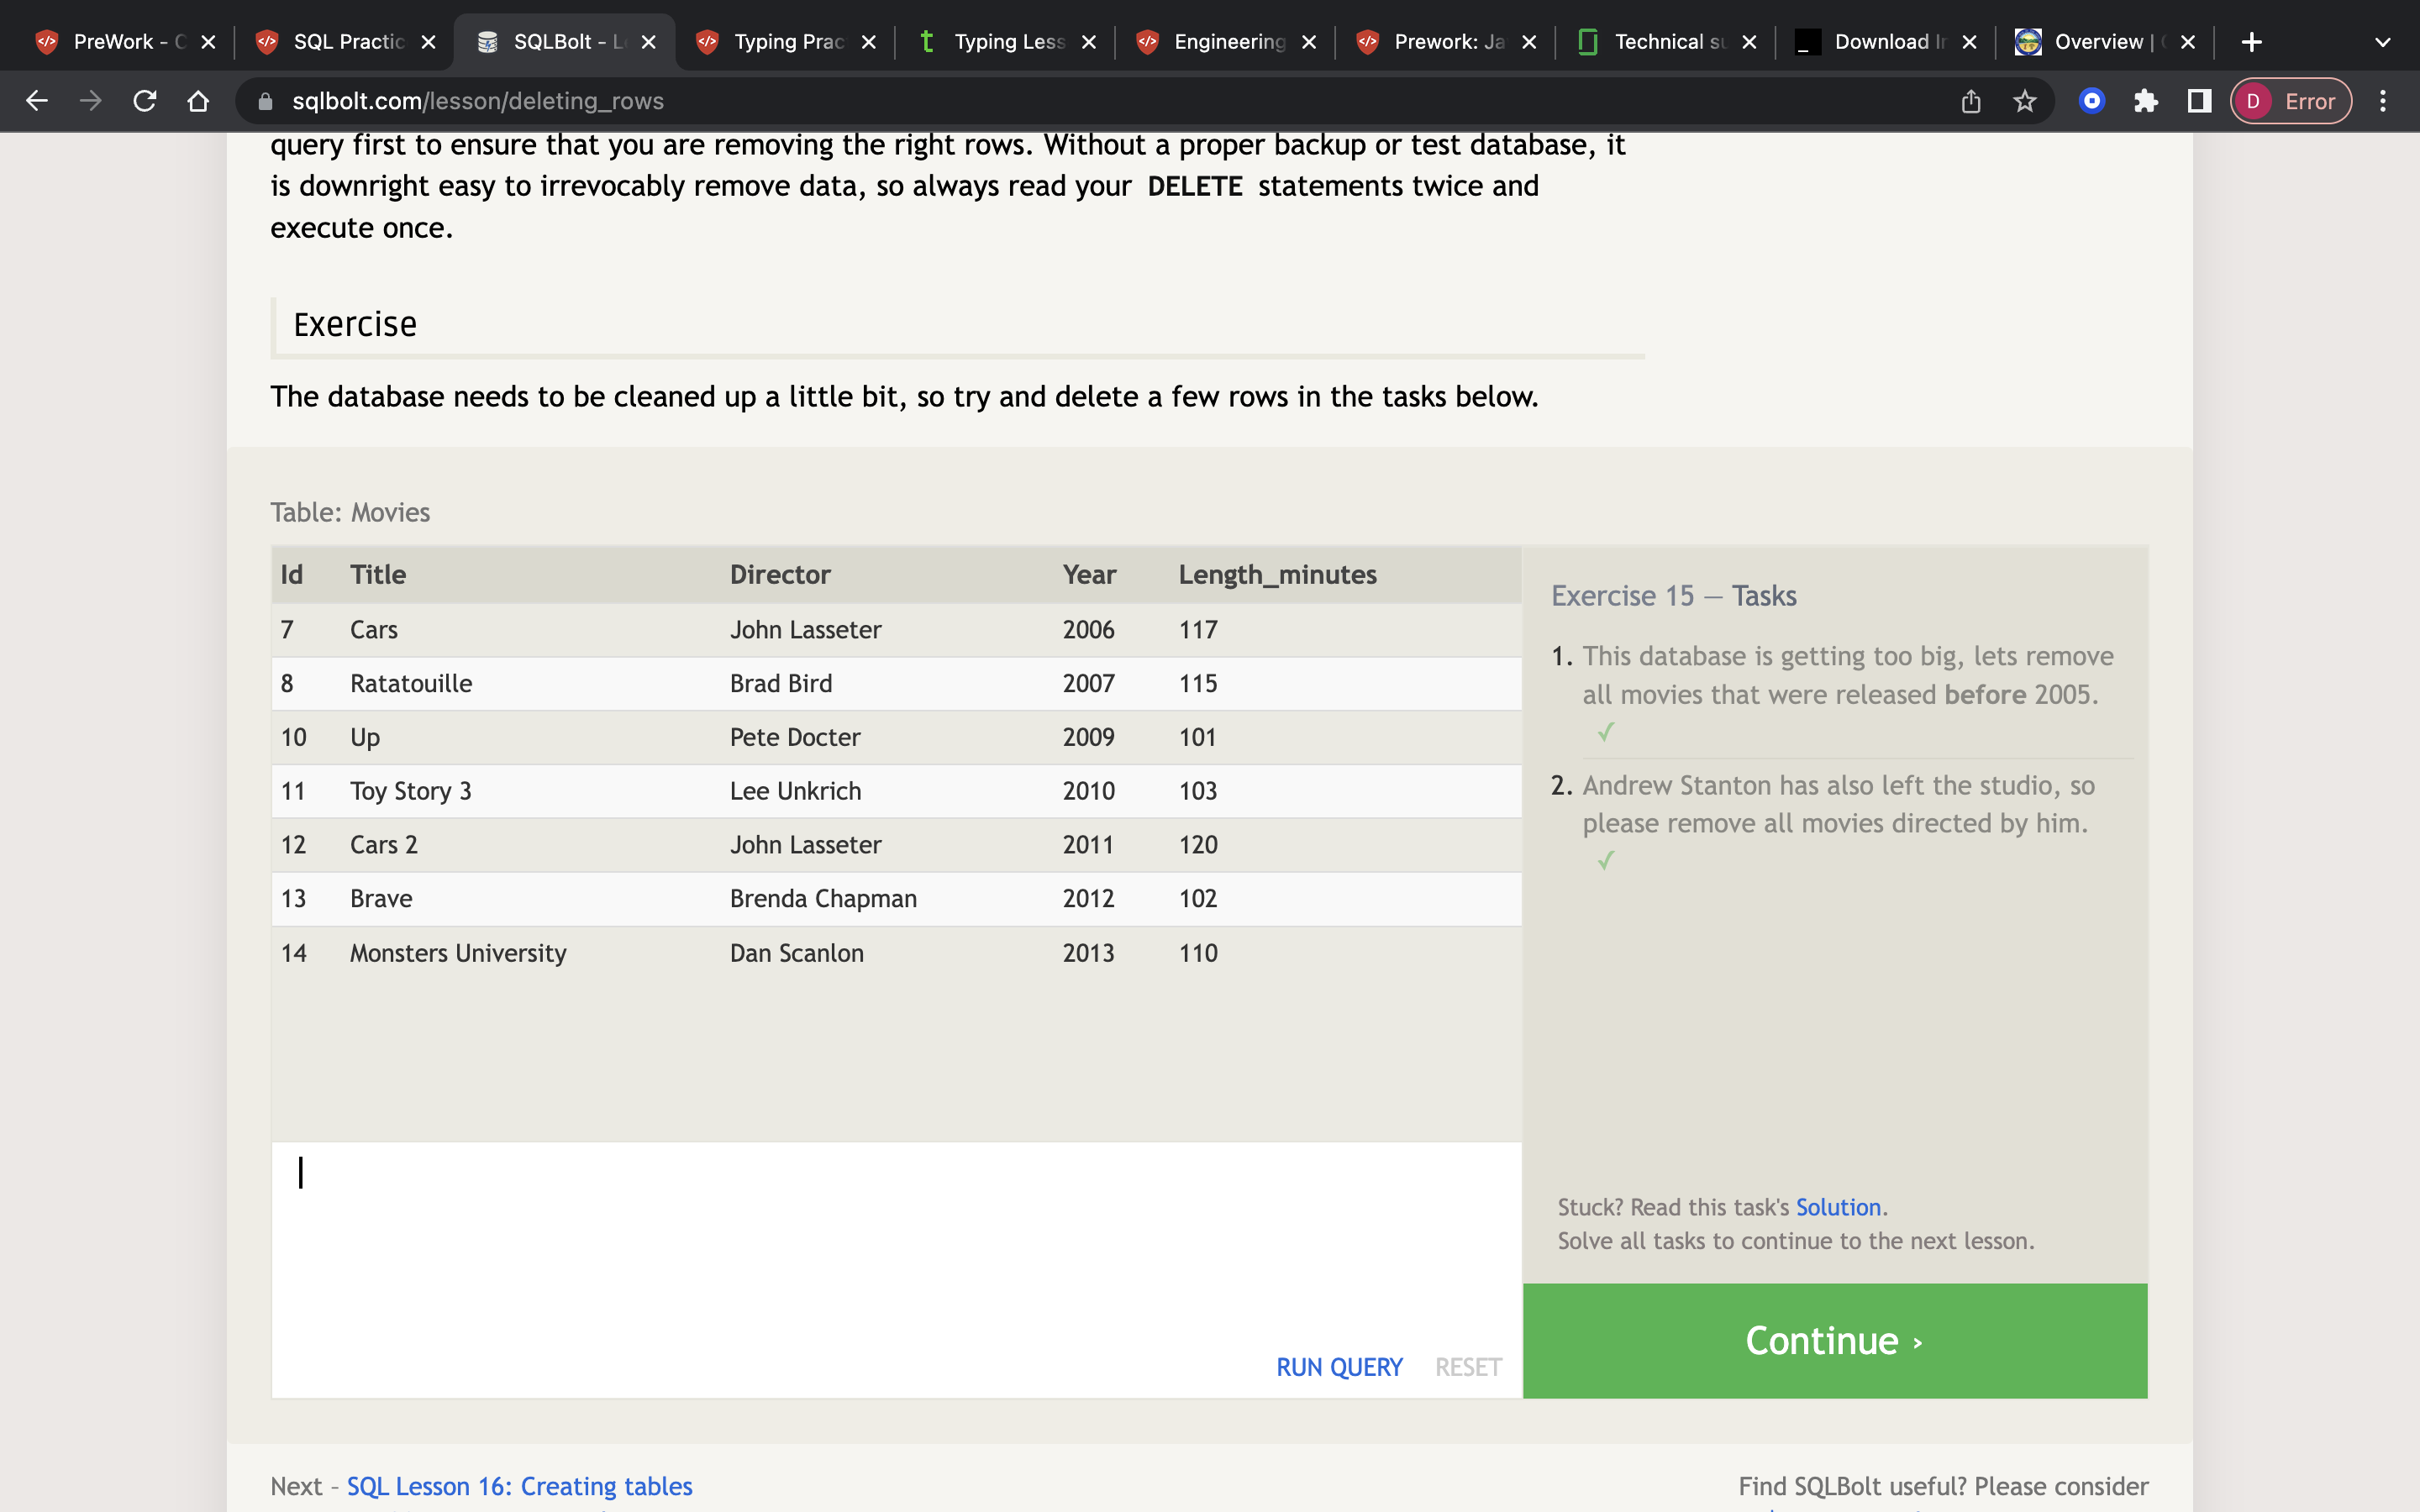 PreWork - C
SQL Practic
SQLBolt - L
Typing Prac
t
Typing Less
Engineering
Prework: Ja
Technical su
Download In
Overview |
sqlbolt.com/lesson/deleting_rows
D
Error
query first to ensure that you are removing the right rows. Without a proper backup or test database, it
is downright easy to irrevocably remove data, so always read your DELETE statements twice and
execute once.
Exercise
The database needs to be cleaned up a little bit, so try and delete a few rows in the tasks below.
Table: Movies
Id Title Director Year Length_minutes
7 Cars John Lasseter 2006 117
8 Ratatouille Brad Bird 2007 115
10 Up Pete Docter 2009 101
11 Toy Story 3 Lee Unkrich 2010 103
12 Cars 2 John Lasseter 2011 120
13 Brave Brenda Chapman 2012 102
14 Monsters University Dan Scanlon 2013 110
RUN QUERY RESET
Exercise 15 — Tasks
1. This database is getting too big, lets remove
all movies that were released before 2005.
✓
2. Andrew Stanton has also left the studio, so
please remove all movies directed by him.
✓
Stuck? Read this task's Solution.
Solve all tasks to continue to the next lesson.
Continue ›
Next – SQL Lesson 16: Creating tables
Find SQLBolt useful? Please consider